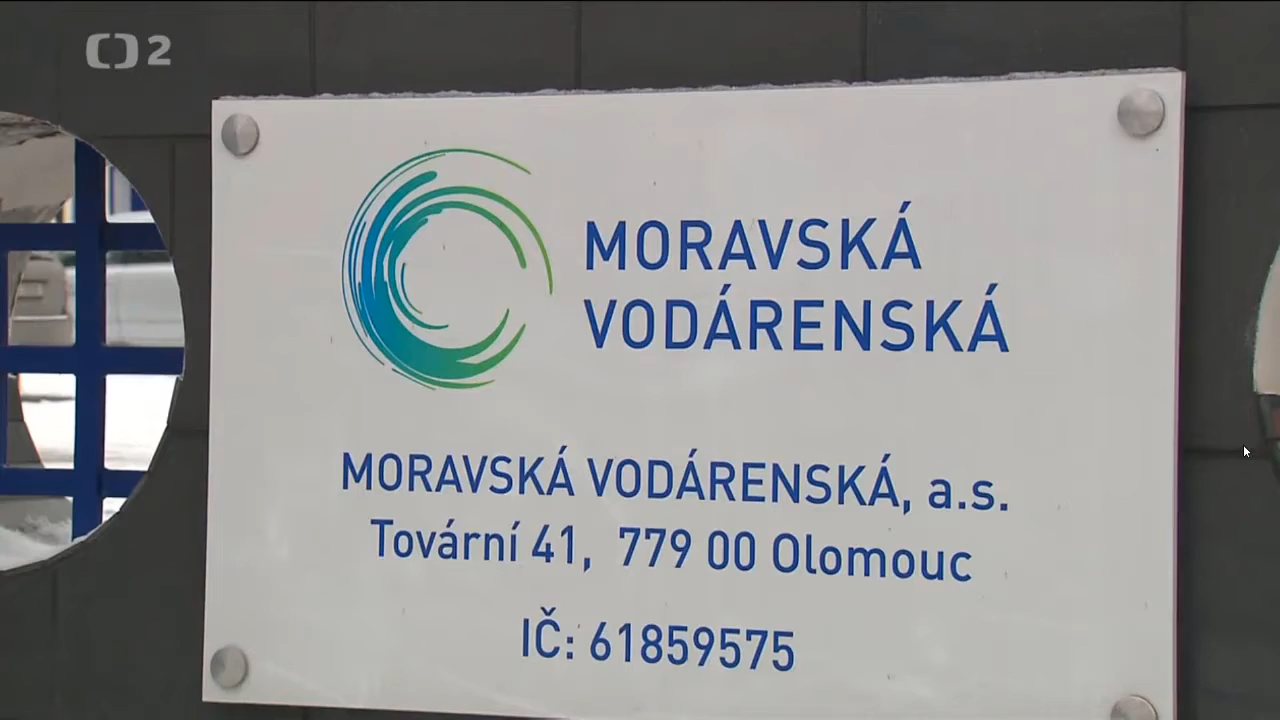 ČT2
MORAVSKÁ
VODÁRENSKÁ
MORAVSKÁ VODÁRENSKÁ, a.s.
Tovární 41, 779 00 Olomouc
IČ: 61859575